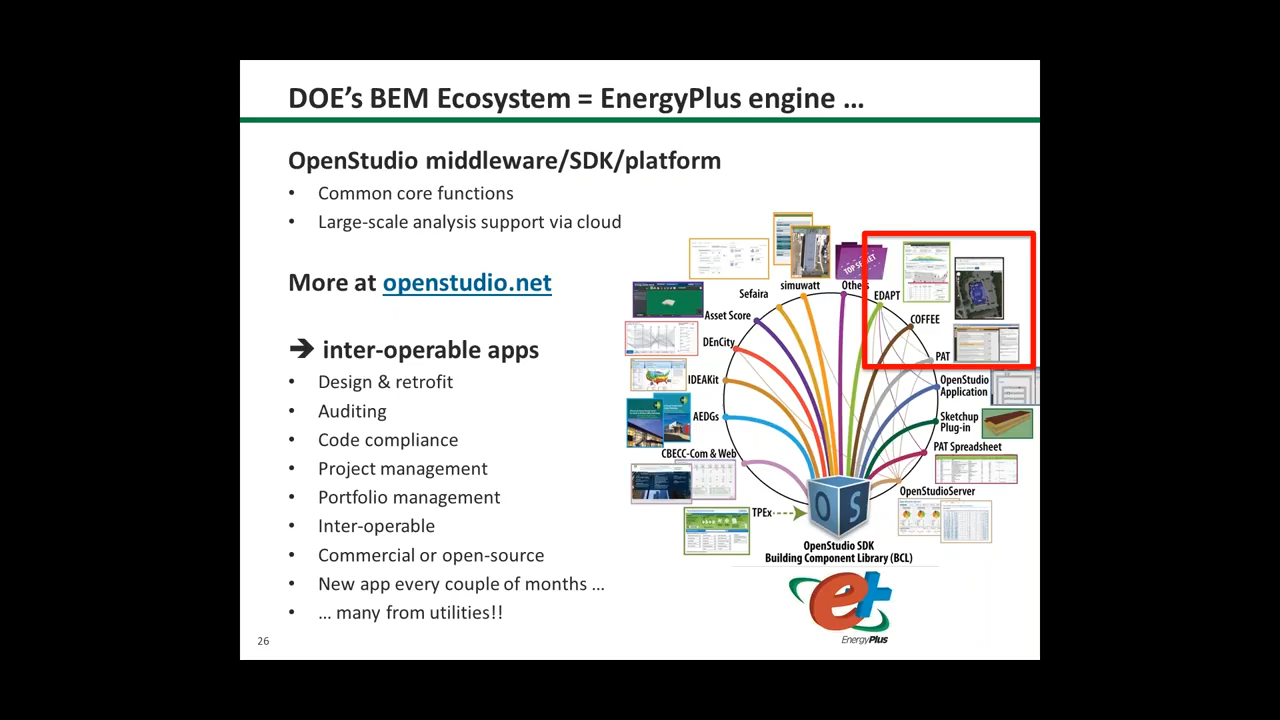 DOE’s BEM Ecosystem = EnergyPlus engine …
OpenStudio middleware/SDK/platform
• Common core functions
• Large-scale analysis support via cloud
More at openstudio.net
➔ inter-operable apps
• Design & retrofit
• Auditing
• Code compliance
• Project management
• Portfolio management
• Inter-operable
• Commercial or open-source
• New app every couple of months …
• … many from utilities!!
26
TOP SECRET
simuwatt
Others
Sefaira
EDAPT
Asset Score
COFFEE
DEnCity
PAT
IDEAKit
OpenStudio
Application
AEDGs
Sketchup
Plug-in
CBECC-Com & Web
PAT Spreadsheet
OpenStudioServer
TPEx
OS
OpenStudio SDK
Building Component Library (BCL)
e+
EnergyPlus